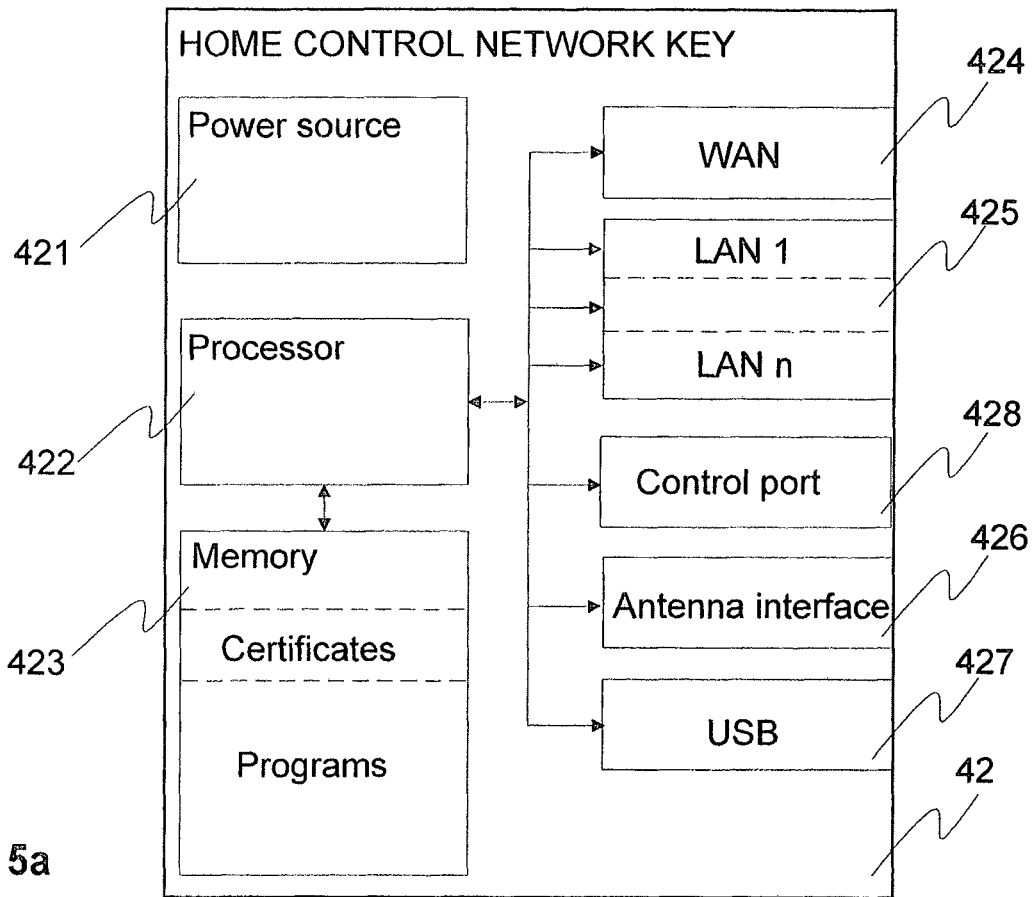 HOME CONTROL NETWORK KEY
Power source
421
Processor
422
Memory
Certificates
Programs
423
WAN
424
LAN 1
LAN n
425
Control port
428
Antenna interface
426
USB
427
42
5a